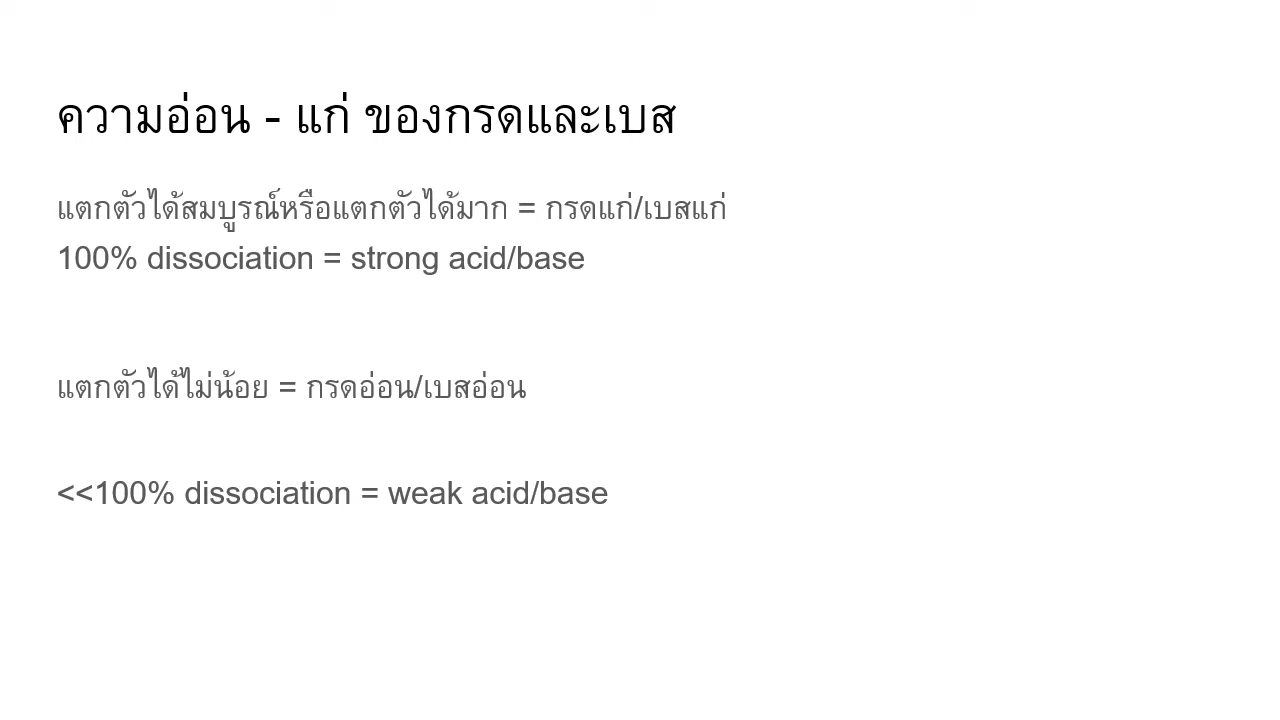 ความอ่อน - แก่ ของกรดและเบส
แตกตัวได้สมบูรณ์หรือแตกตัวได้มาก = กรดแก่/เบสแก่
100% dissociation = strong acid/base
แตกตัวได้ไม่น้อย = กรดอ่อน/เบสอ่อน
<<100% dissociation = weak acid/base